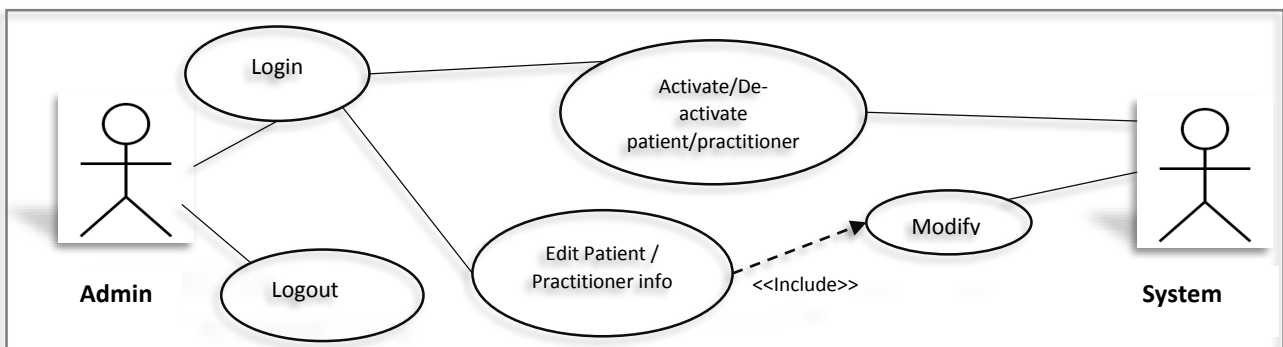 Login
Activate/De-
activate
patient/practitioner
Modify
Edit Patient /
Practitioner info
<<Include>>
Logout
Admin
System